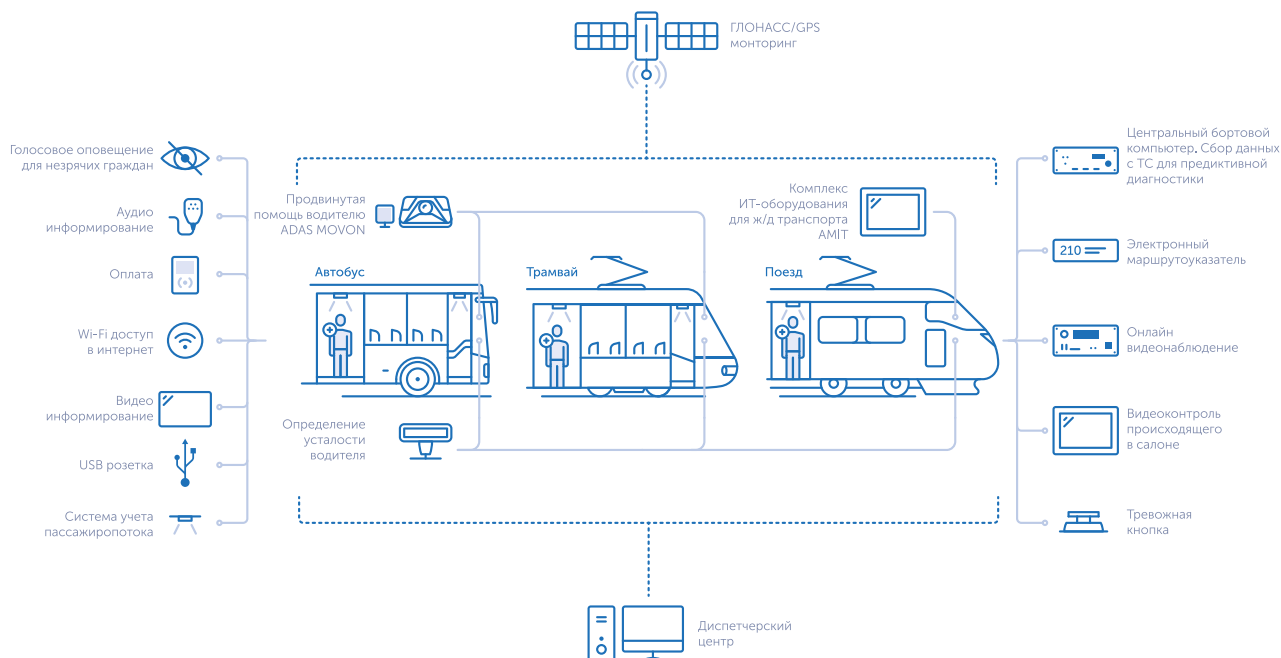 ГЛОНАСС/GPS
мониторинг
Голосовое оповещение
для незрячих граждан
Аудио
информирование
Оплата
Wi-Fi доступ
в интернет
Видео
информирование
USB розетка
Система учета
пассажиропотока
Продвинутая
помощь водителю
ADAS MOVON
Комплекс
ИТ-оборудования
для ж/д транспорта
AMIT
Автобус
Трамвай
Поезд
Определение
усталости
водителя
Центральный бортовой
компьютер. Сбор данных
с ТС для предиктивной
диагностики
210
Электронный
маршрутоуказатель
Онлайн
видеонаблюдение
Видеоконтроль
происходящего
в салоне
Тревожная
кнопка
Диспетчерский
центр